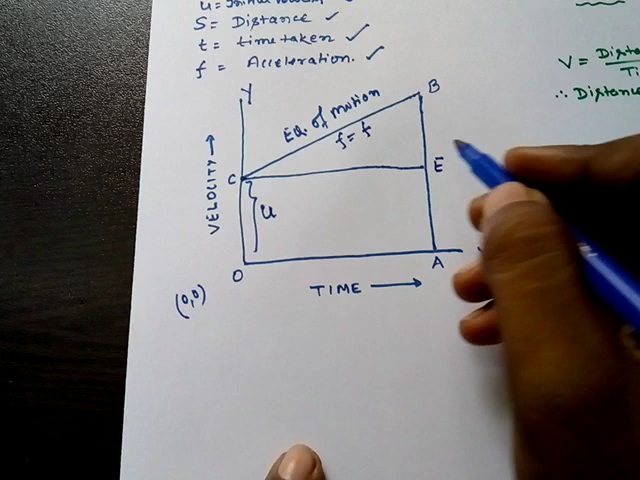 S = Distance ✓
t = time taken ✓
f = Acceleration. ✓
V = Dist
Ti
∴ Distance
Y
B
EQ. of motion
f = f
VELOCITY →
C
E
u
O
A
TIME →
(0,0)